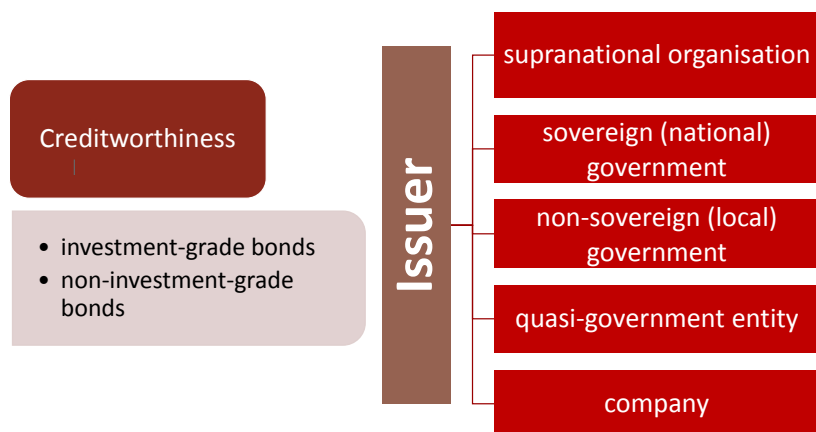 Creditworthiness
• investment-grade bonds
• non-investment-grade
bonds
Issuer
supranational organisation
sovereign (national)
government
non-sovereign (local)
government
quasi-government entity
company